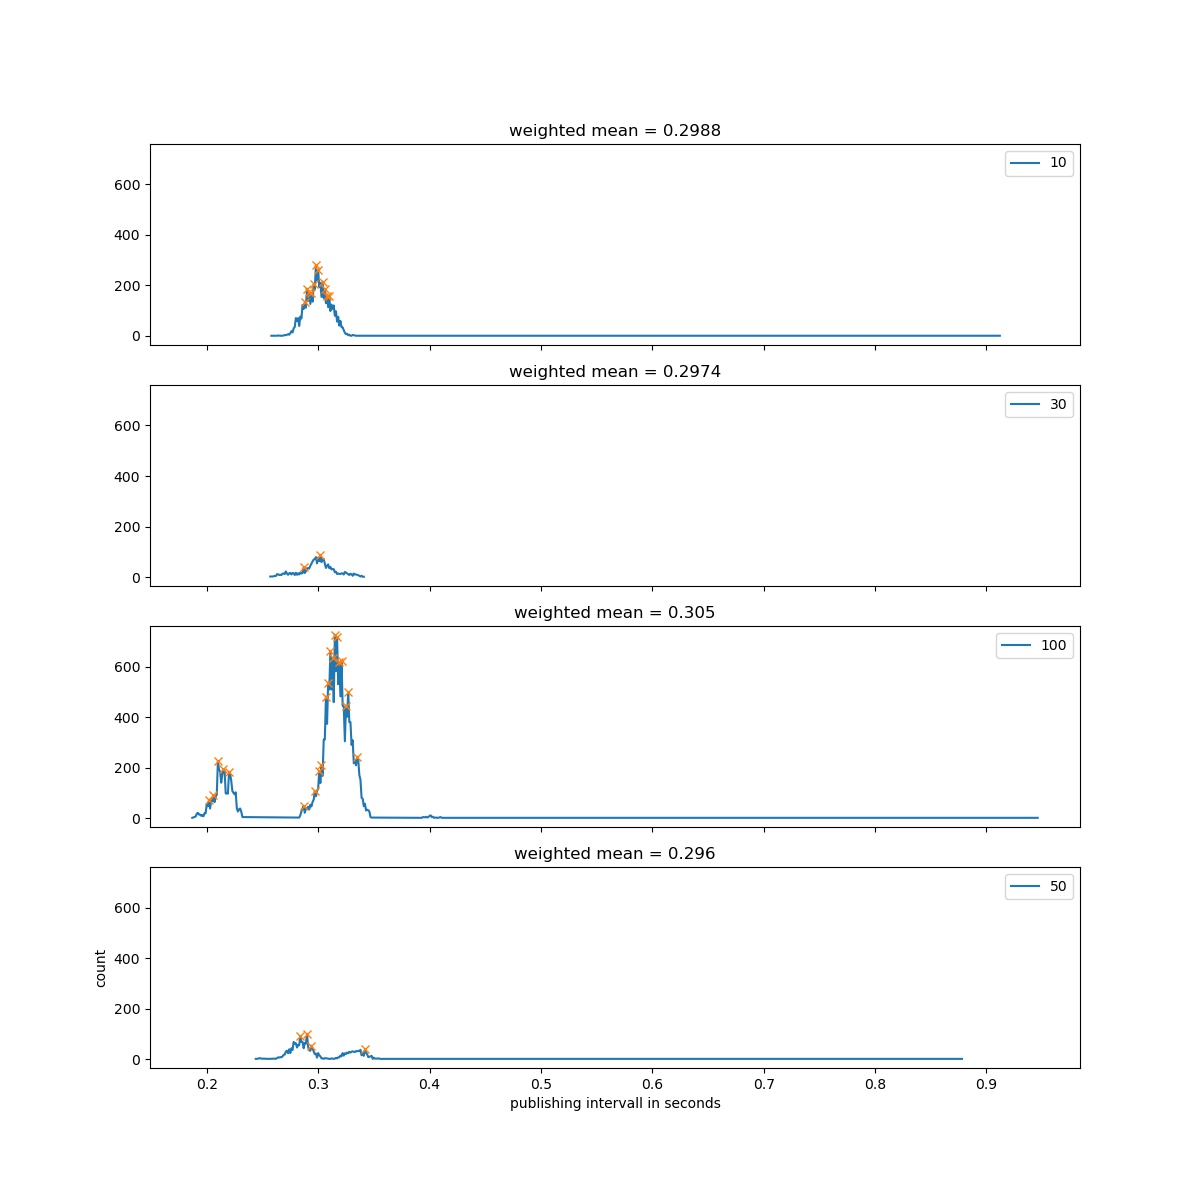 weighted mean = 0.2988
10
600
400
200
0
weighted mean = 0.2974
30
600
400
200
0
weighted mean = 0.305
100
600
400
200
0
weighted mean = 0.296
50
600
400
200
0
count
0.2 0.3 0.4 0.5 0.6 0.7 0.8 0.9
publishing intervall in seconds